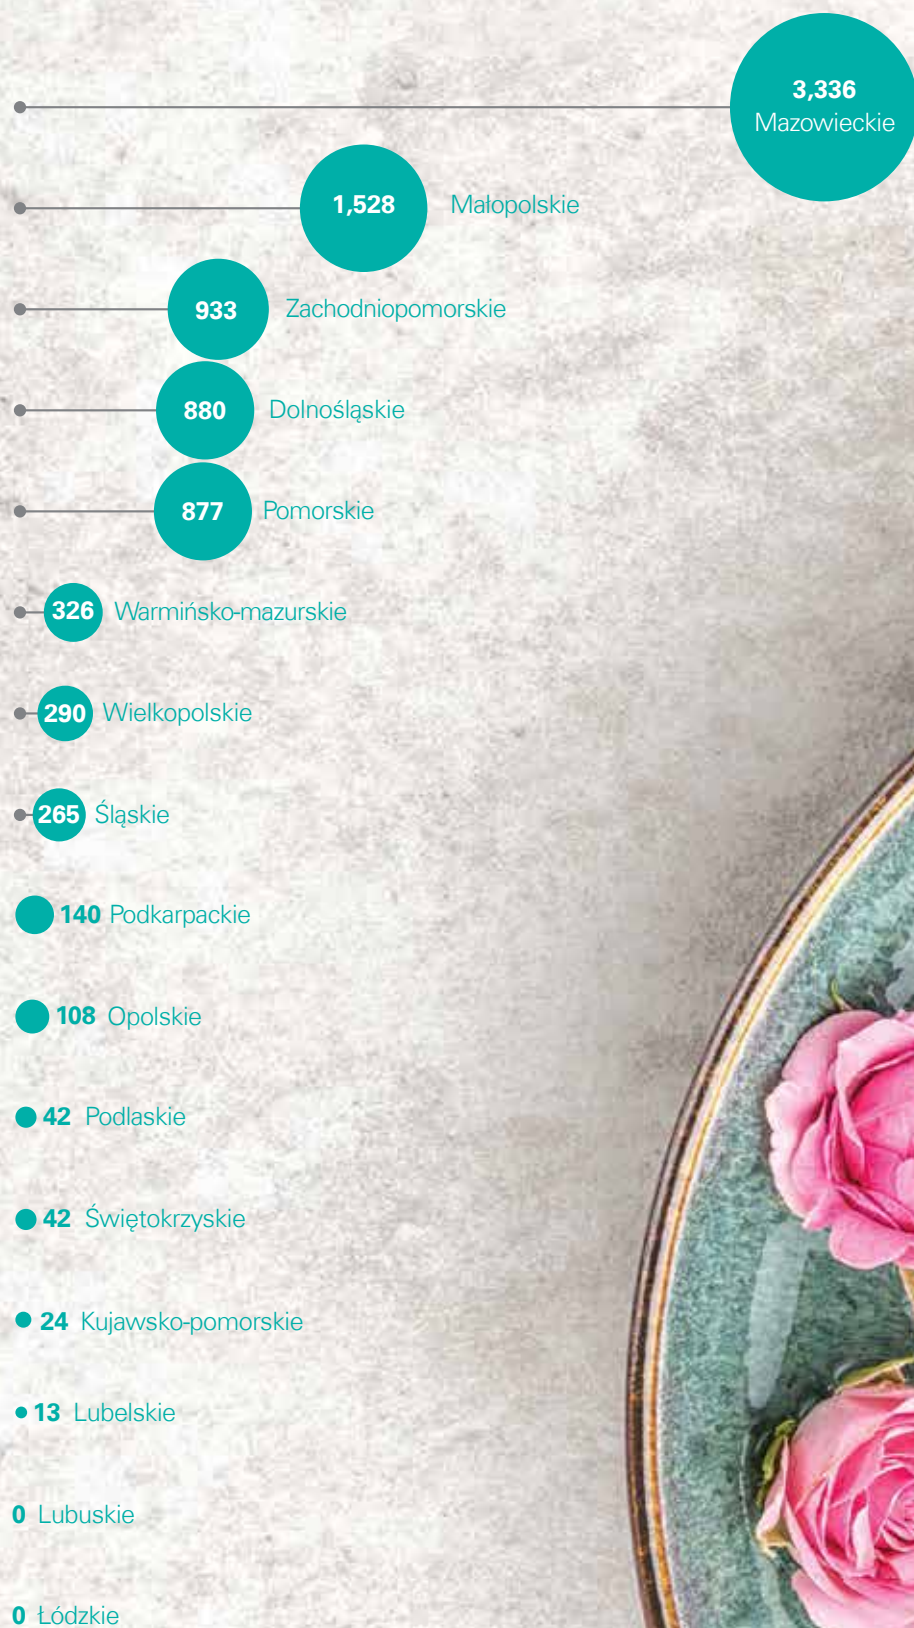 3,336
Mazowieckie
1,528 Małopolskie
933 Zachodniopomorskie
880 Dolnośląskie
877 Pomorskie
326 Warmińsko-mazurskie
290 Wielkopolskie
265 Śląskie
140 Podkarpackie
108 Opolskie
42 Podlaskie
42 Świętokrzyskie
24 Kujawsko-pomorskie
13 Lubelskie
0 Lubuskie
0 Łódzkie